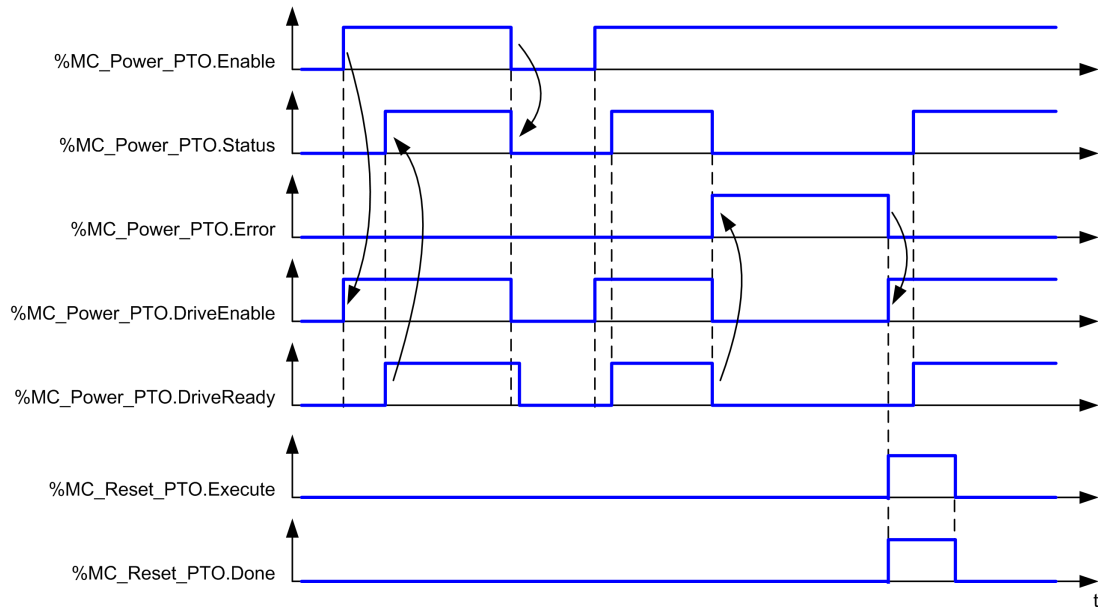 %MC_Power_PTO.Enable
%MC_Power_PTO.Status
%MC_Power_PTO.Error
%MC_Power_PTO.DriveEnable
%MC_Power_PTO.DriveReady
%MC_Reset_PTO.Execute
%MC_Reset_PTO.Done
t